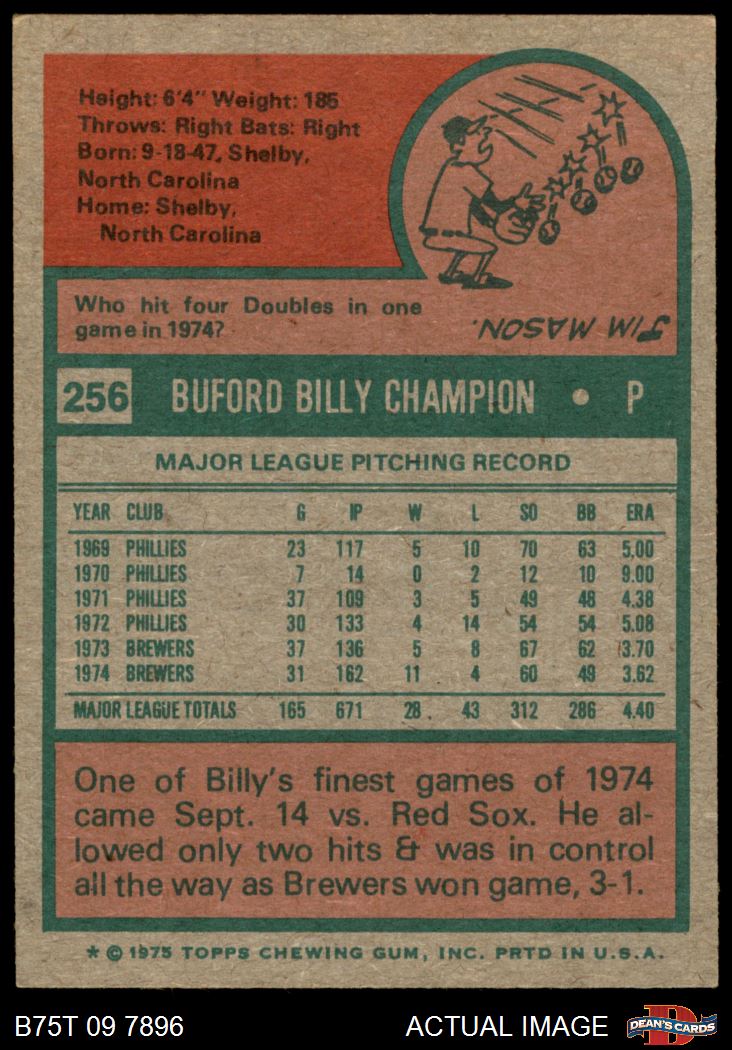 Height: 6'4" Weight: 185
Throws: Right Bats: Right
Born: 9-18-47, Shelby,
North Carolina
Home: Shelby,
North Carolina
Who hit four Doubles in one
game in 1974?
JIM MASON.
256 BUFORD BILLY CHAMPION • P
MAJOR LEAGUE PITCHING RECORD
YEAR CLUB G IP W L SO BB ERA
1969 PHILLIES 23 117 5 10 70 63 5.00
1970 PHILLIES 7 14 0 2 12 10 9.00
1971 PHILLIES 37 109 3 5 49 48 4.38
1972 PHILLIES 30 133 4 14 54 54 5.08
1973 BREWERS 37 136 5 8 67 62 3.70
1974 BREWERS 31 162 11 4 60 49 3.62
MAJOR LEAGUE TOTALS 165 671 28 43 312 286 4.40
One of Billy's finest games of 1974
came Sept. 14 vs. Red Sox. He al-
lowed only two hits & was in control
all the way as Brewers won game, 3-1.
* © 1975 TOPPS CHEWING GUM, INC. PRTD IN U.S.A.
B75T 09 7896 ACTUAL IMAGE DEAN'S CARDS